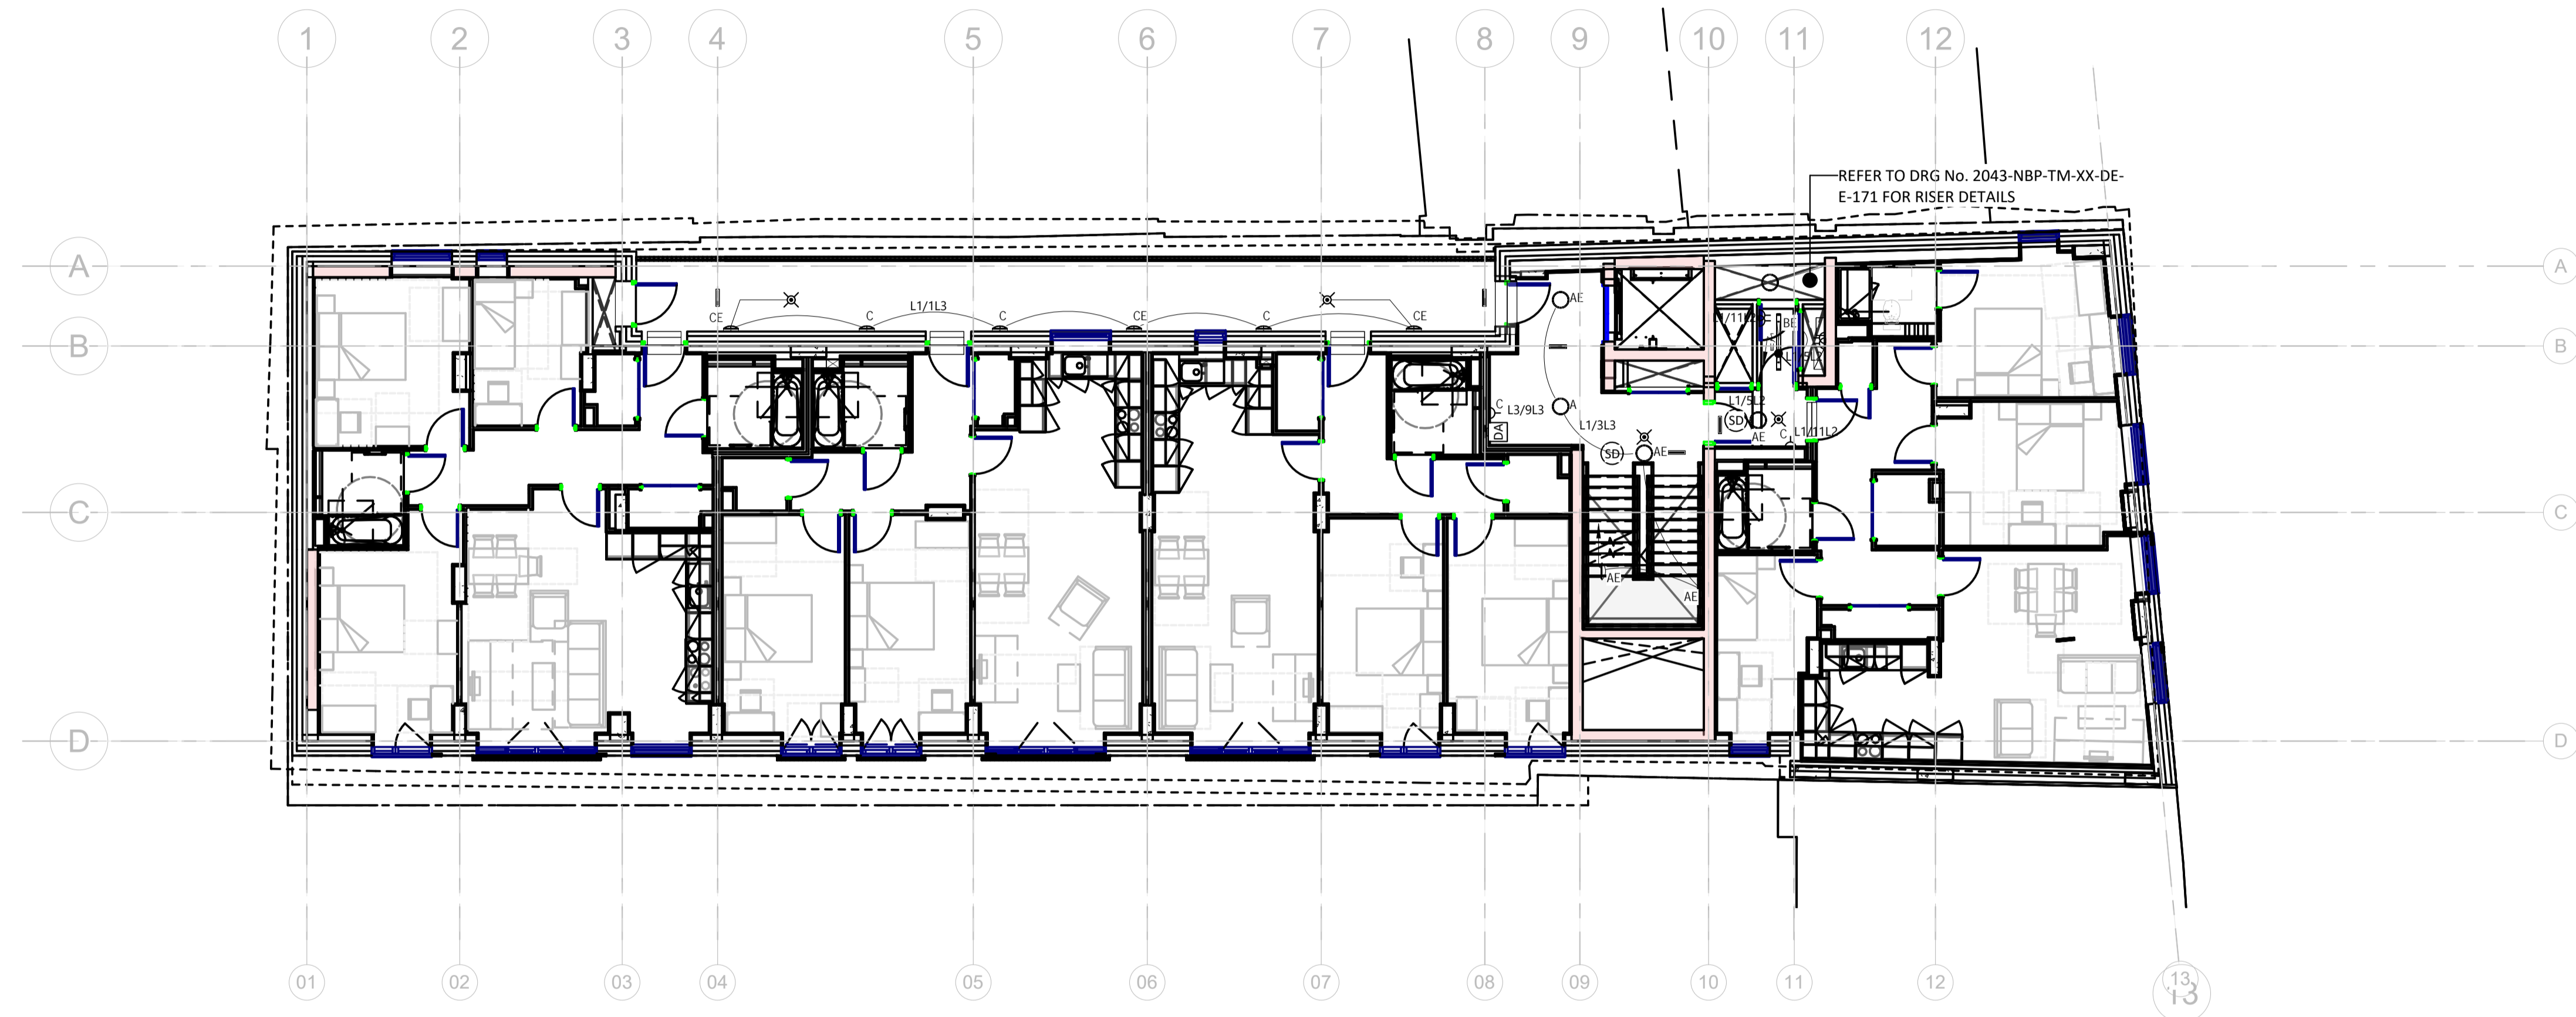 1 2 3 4 5 6 7 8 9 10 11 12
REFER TO DRG No. 2043-NBP-TM-XX-DE-
E-171 FOR RISER DETAILS
A A
L1/1L3
AE
CE C C CE C CE
BE
B B
L1/5L2
C L3/9L3
A
DA
L1/3L3
SD
AE
SD
AE
C L1/11L2
C C
AE
AE
D D
01 02 03 04 05 06 07 08 09 10 11 12 13
13